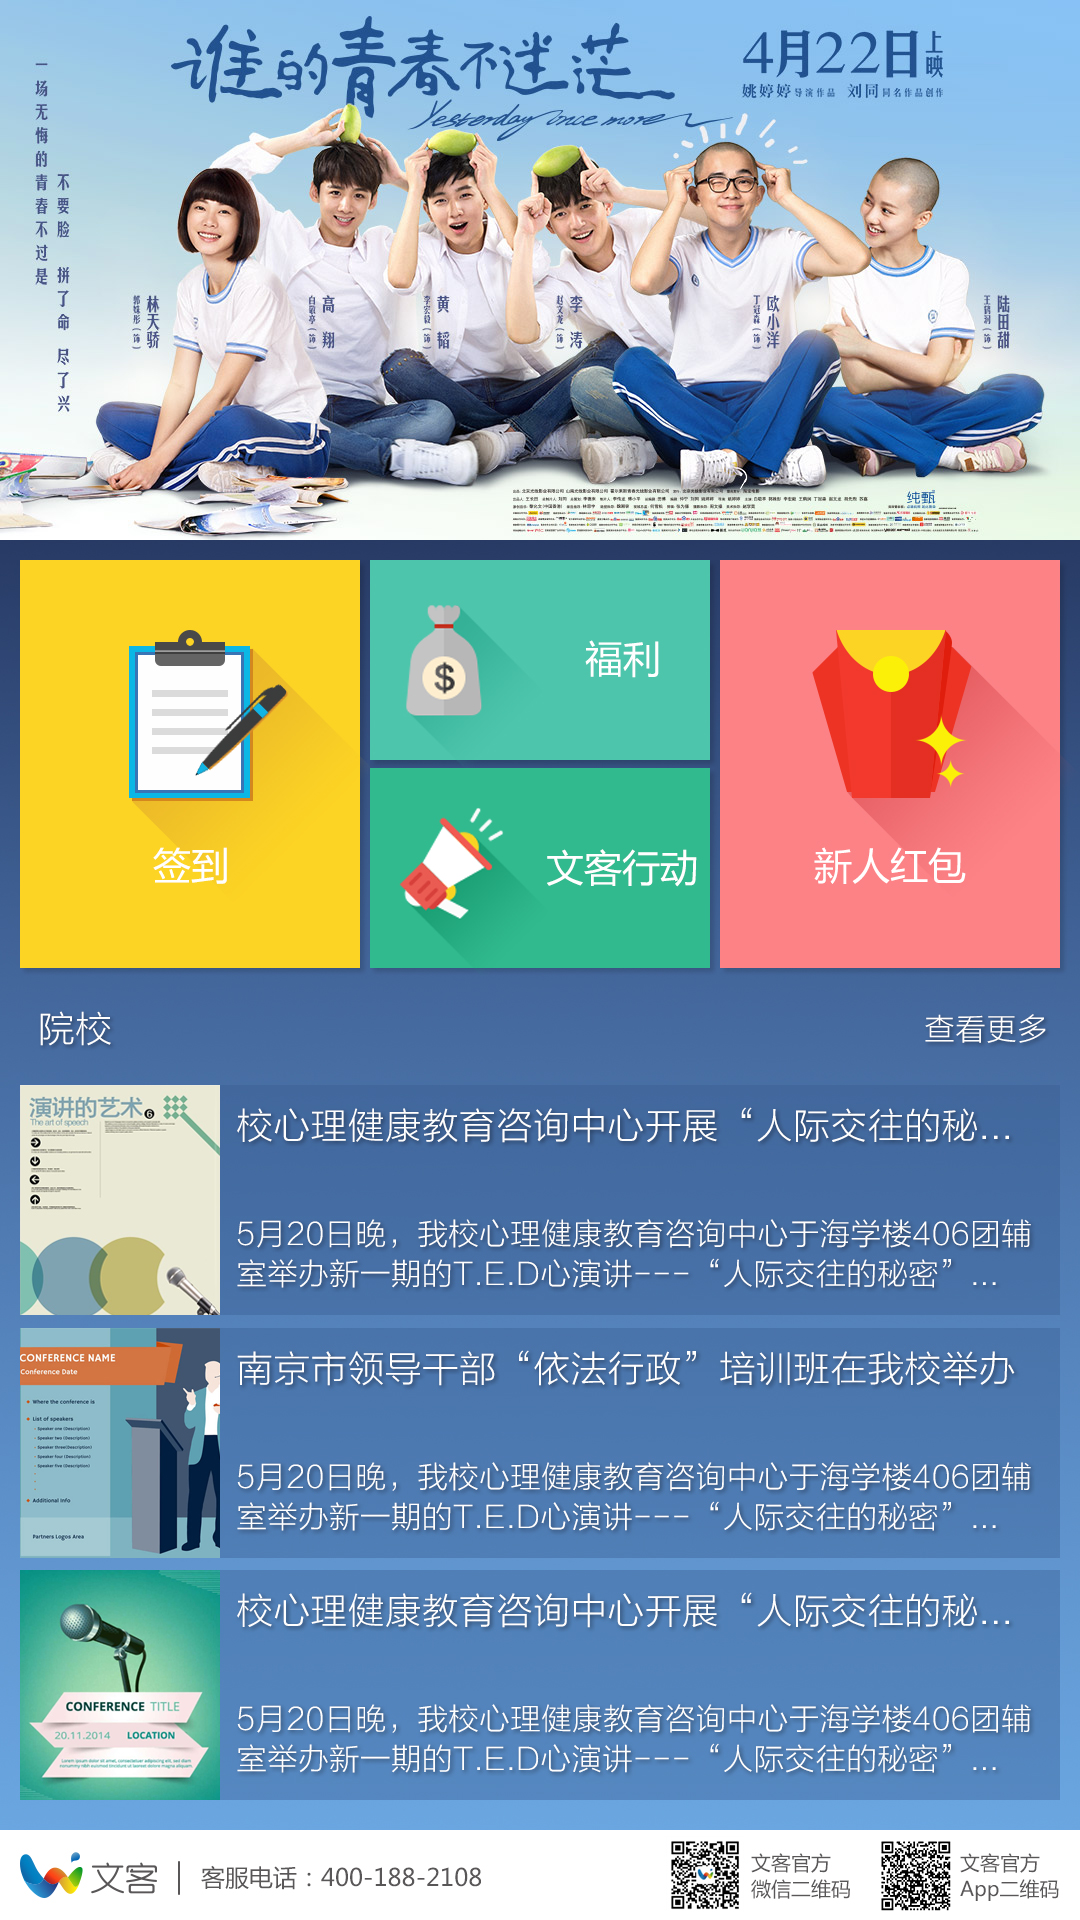 谁的青春不迷茫
Yesterday once more
4月22日上映
姚婷婷导演作品 刘同同名作品创作
一场无悔的青春不过是
不要脸 拼了命 尽了兴
林天骄
郭姝彤(饰)
高翔
白敬亭(饰)
黄韬
李宏毅(饰)
李涛
赵文龙(饰)
欧小洋
丁冠森(饰)
陆田甜
王鹤润(饰)
纯甄
签到
福利
文客行动
新人红包
院校
查看更多
演讲的艺术 6
The art of speech
校心理健康教育咨询中心开展“人际交往的秘...
5月20日晚，我校心理健康教育咨询中心于海学楼406团辅
室举办新一期的T.E.D心演讲---“人际交往的秘密”...
CONFERENCE NAME
Conference Date
Where the conference is
List of speakers
- Speaker one (Description)
- Speaker two (Description)
- Speaker three(Description)
- Speaker four (Description)
- Speaker five (Description)
Additional Info
Partners Logos Area
南京市领导干部“依法行政”培训班在我校举办
5月20日晚，我校心理健康教育咨询中心于海学楼406团辅
室举办新一期的T.E.D心演讲---“人际交往的秘密”...
CONFERENCE TITLE
20.11.2014 LOCATION
校心理健康教育咨询中心开展“人际交往的秘...
5月20日晚，我校心理健康教育咨询中心于海学楼406团辅
室举办新一期的T.E.D心演讲---“人际交往的秘密”...
文客
客服电话：400-188-2108
文客官方
微信二维码
文客官方
App二维码